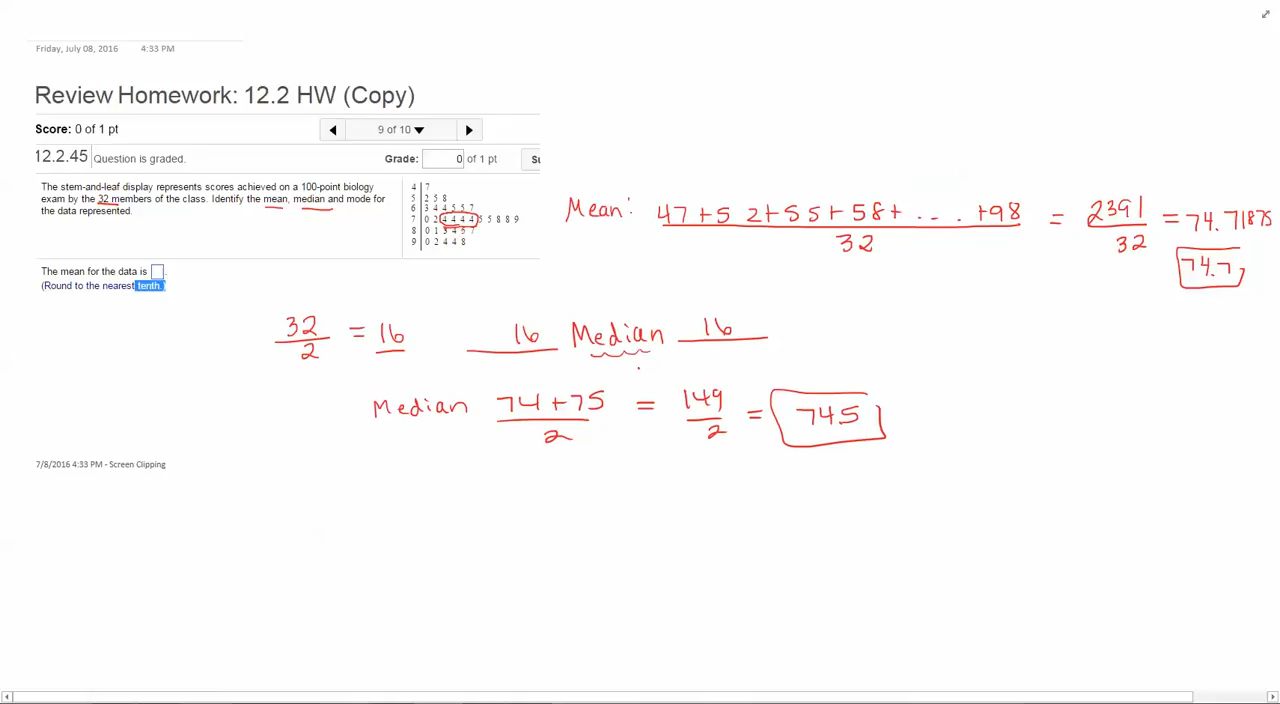 Friday, July 08, 2016 4:33 PM
Review Homework: 12.2 HW (Copy)
Score: 0 of 1 pt
9 of 10
12.2.45 Question is graded.
Grade: 0 of 1 pt
The stem-and-leaf display represents scores achieved on a 100-point biology
exam by the 32 members of the class. Identify the mean, median and mode for
the data represented.
4 7
5 2 5 8
6 3 4 4 5 5 7
7 0 2 4 4 4 4 5 5 8 8 9
8 0 1 3 4 5 7
9 0 2 4 4 8
The mean for the data is
(Round to the nearest tenth.)
Mean: 47+52+55+58+ ... +98 = 2391 = 74.71875
32 32
74.7
32 = 16 16 Median 16
2
Median 74+75 = 149 = 74.5
2 2
7/8/2016 4:33 PM - Screen Clipping